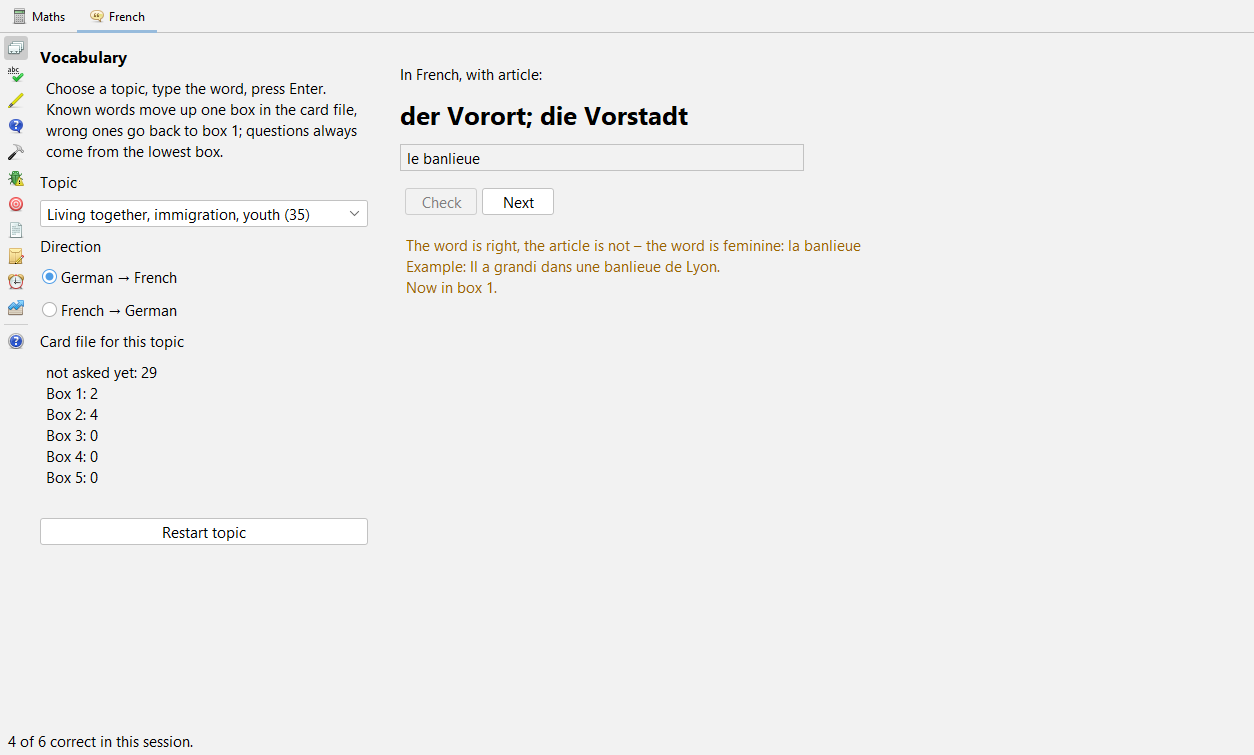 Maths
French
Vocabulary
Choose a topic, type the word, press Enter.
Known words move up one box in the card file,
wrong ones go back to box 1; questions always
come from the lowest box.
Topic
Living together, immigration, youth (35)
Direction
German → French
French → German
Card file for this topic
not asked yet: 29
Box 1: 2
Box 2: 4
Box 3: 0
Box 4: 0
Box 5: 0
Restart topic
In French, with article:
der Vorort; die Vorstadt
le banlieue
Check
Next
The word is right, the article is not – the word is feminine: la banlieue
Example: Il a grandi dans une banlieue de Lyon.
Now in box 1.
4 of 6 correct in this session.